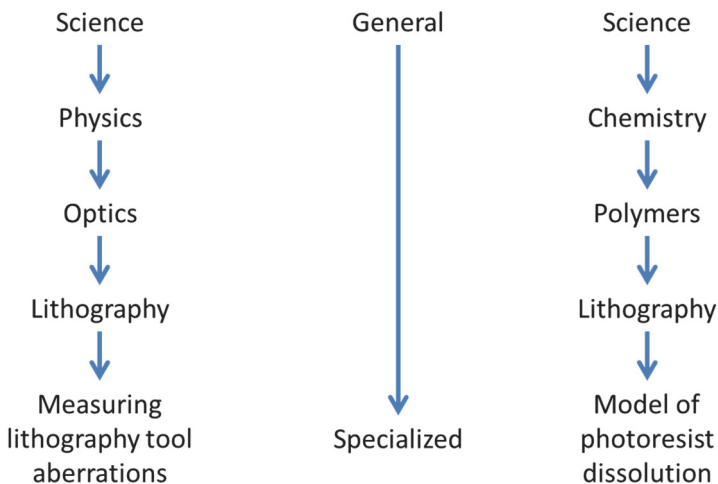 Science
Physics
Optics
Lithography
Measuring
lithography tool
aberrations
General
Specialized
Science
Chemistry
Polymers
Lithography
Model of
photoresist
dissolution